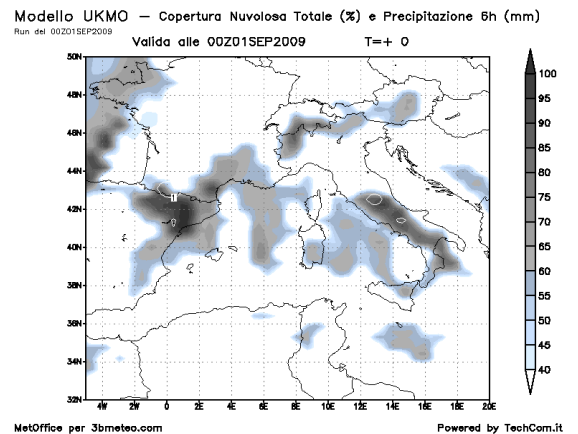 Modello UKMO – Copertura Nuvolosa Totale (%) e Precipitazione 6h (mm)
Run del 00Z01SEP2009
Valida alle 00Z01SEP2009 T=+ 0
50N
48N
46N
44N
42N
40N
38N
36N
34N
32N
4W 2W 0 2E 4E 6E 8E 10E 12E 14E 16E 18E 20E
100
95
90
85
80
75
70
65
60
55
50
45
40
MetOffice per 3bmeteo.com
Powered by TechCom.it